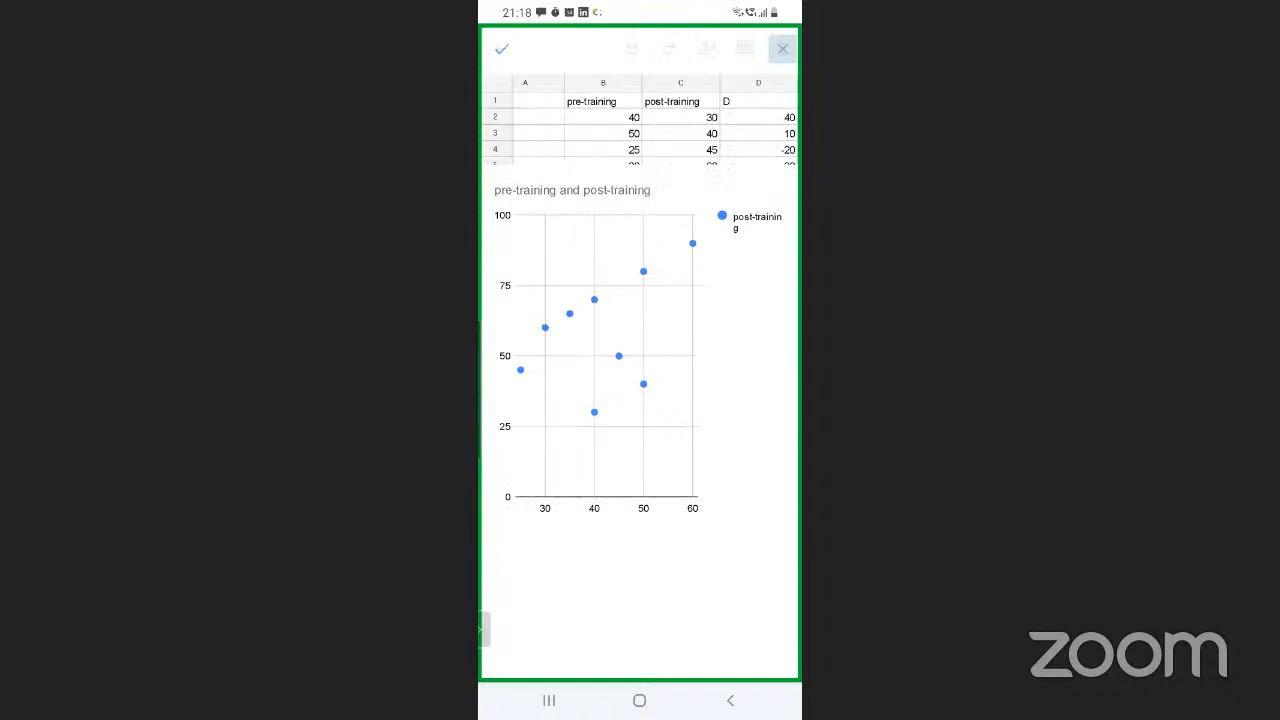 21:18
A B C D
1 pre-training post-training D
2 40 30 40
3 50 40 10
4 25 45 -20
pre-training and post-training
100
post-trainin
g
75
50
25
0
30 40 50 60
zoom